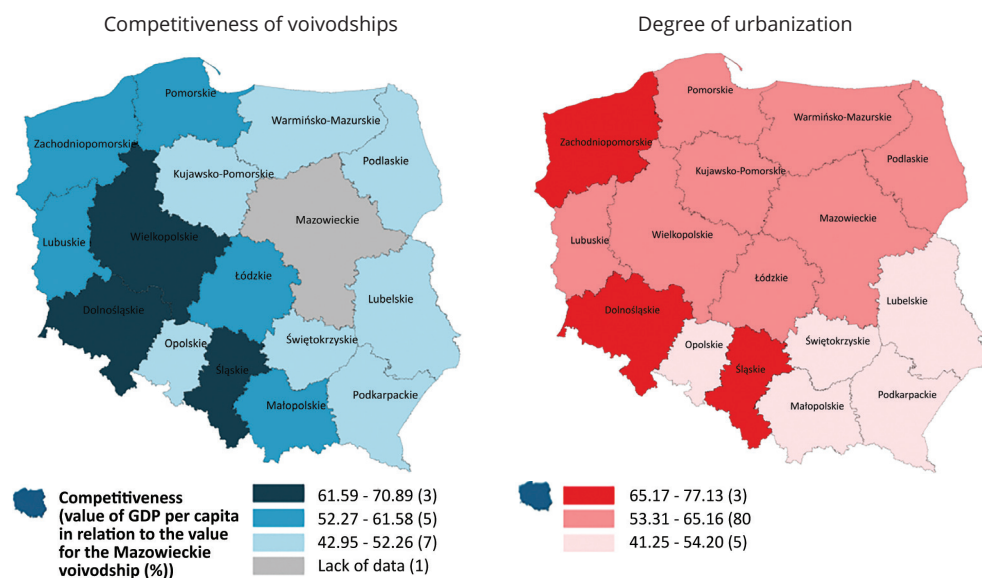 Competitiveness of voivodships
Pomorskie
Warmińsko-Mazurskie
Zachodniopomorskie
Podlaskie
Kujawsko-Pomorskie
Mazowieckie
Lubuskie
Wielkopolskie
Łódzkie
Lubelskie
Dolnośląskie
Opolskie
Świętokrzyskie
Śląskie
Podkarpackie
Małopolskie
Competitiveness
(value of GDP per capita
in relation to the value
for the Mazowieckie
voivodship (%))
61.59 - 70.89 (3)
52.27 - 61.58 (5)
42.95 - 52.26 (7)
Lack of data (1)
Degree of urbanization
Pomorskie
Warmińsko-Mazurskie
Zachodniopomorskie
Podlaskie
Kujawsko-Pomorskie
Mazowieckie
Lubuskie
Wielkopolskie
Łódzkie
Lubelskie
Dolnośląskie
Opolskie
Świętokrzyskie
Śląskie
Podkarpackie
Małopolskie
65.17 - 77.13 (3)
53.31 - 65.16 (80
41.25 - 54.20 (5)